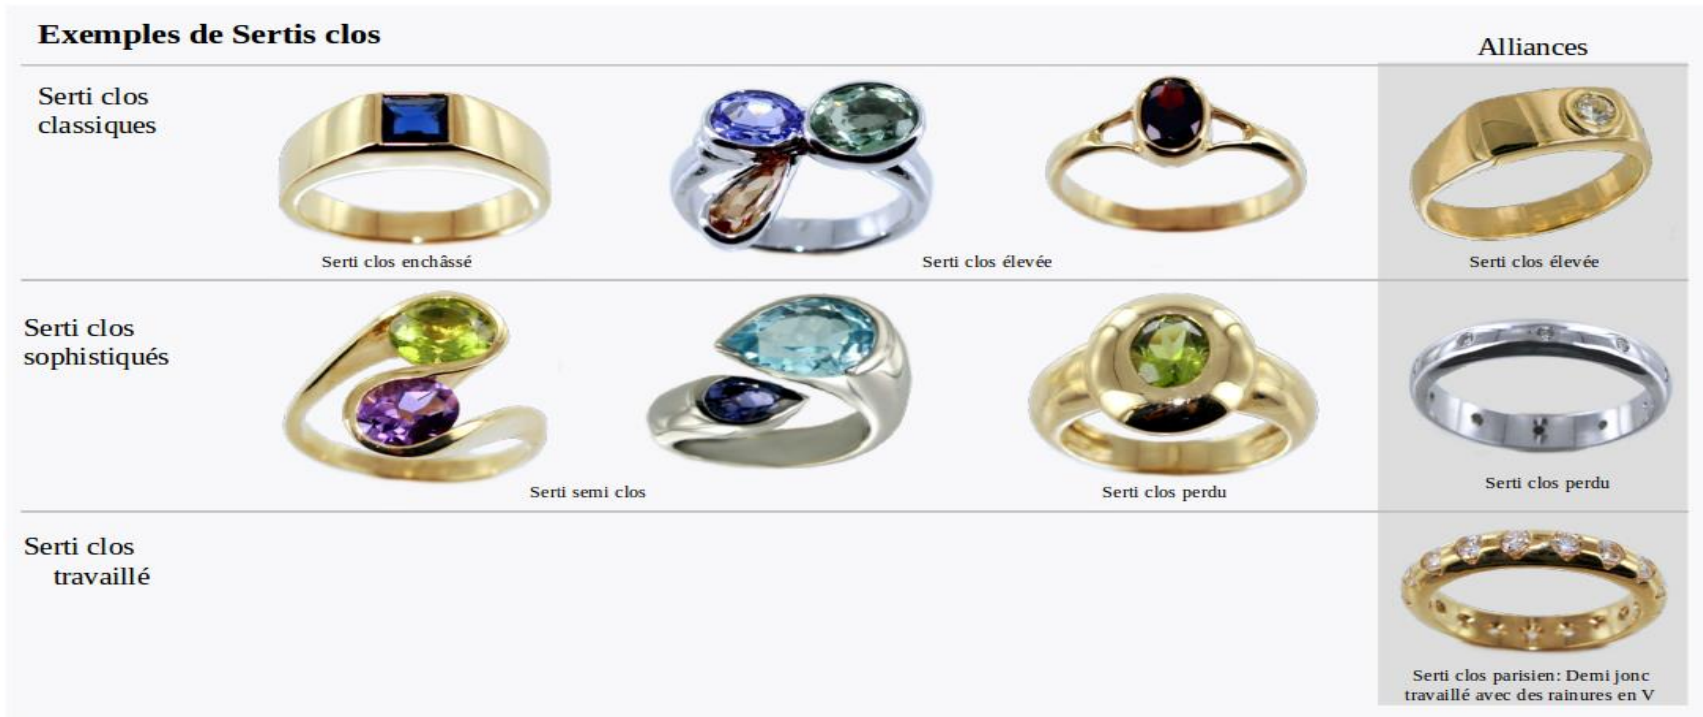 Exemples de Sertis clos
Alliances
Serti clos
classiques
Serti clos enchâssé
Serti clos élevée
Serti clos élevée
Serti clos
sophistiqués
Serti semi clos
Serti clos perdu
Serti clos perdu
Serti clos
travaillé
Serti clos parisien: Demi jonc
travaillé avec des rainures en V